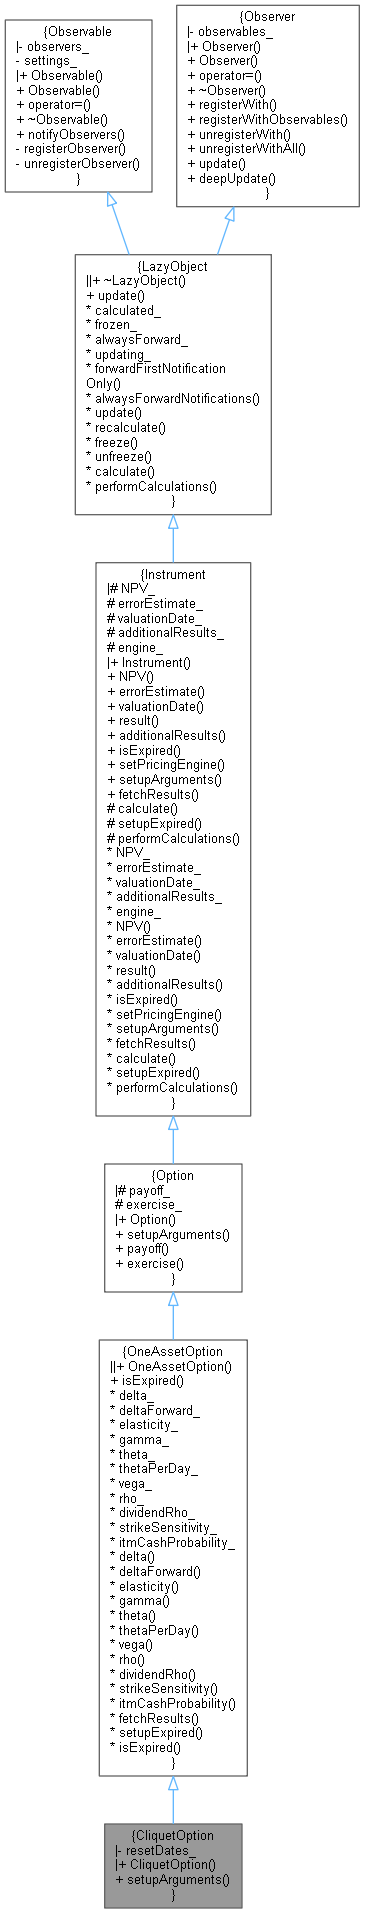 {Observable
|- observers_
- settings_
|+ Observable()
+ Observable()
+ operator=()
+ ~Observable()
+ notifyObservers()
- registerObserver()
- unregisterObserver()
}
{Observer
|- observables_
|+ Observer()
+ Observer()
+ operator=()
+ ~Observer()
+ registerWith()
+ registerWithObservables()
+ unregisterWith()
+ unregisterWithAll()
+ update()
+ deepUpdate()
}
{LazyObject
||+ ~LazyObject()
+ update()
* calculated_
* frozen_
* alwaysForward_
* updating_
* forwardFirstNotification
Only()
* alwaysForwardNotifications()
* update()
* recalculate()
* freeze()
* unfreeze()
* calculate()
* performCalculations()
}
{Instrument
|# NPV_
# errorEstimate_
# valuationDate_
# additionalResults_
# engine_
|+ Instrument()
+ NPV()
+ errorEstimate()
+ valuationDate()
+ result()
+ additionalResults()
+ isExpired()
+ setPricingEngine()
+ setupArguments()
+ fetchResults()
# calculate()
# setupExpired()
# performCalculations()
* NPV_
* errorEstimate_
* valuationDate_
* additionalResults_
* engine_
* NPV()
* errorEstimate()
* valuationDate()
* result()
* additionalResults()
* isExpired()
* setPricingEngine()
* setupArguments()
* fetchResults()
* calculate()
* setupExpired()
* performCalculations()
}
{Option
|# payoff_
# exercise_
|+ Option()
+ setupArguments()
+ payoff()
+ exercise()
}
{OneAssetOption
||+ OneAssetOption()
+ isExpired()
* delta_
* deltaForward_
* elasticity_
* gamma_
* theta_
* thetaPerDay_
* vega_
* rho_
* dividendRho_
* strikeSensitivity_
* itmCashProbability_
* delta()
* deltaForward()
* elasticity()
* gamma()
* theta()
* thetaPerDay()
* vega()
* rho()
* dividendRho()
* strikeSensitivity()
* itmCashProbability()
* fetchResults()
* setupExpired()
* isExpired()
}
{CliquetOption
|- resetDates_
|+ CliquetOption()
+ setupArguments()
}